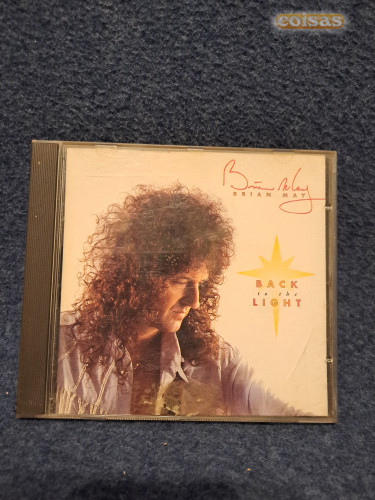 coisas
Brian May
BRIAN MAY
BACK
to the
LIGHT